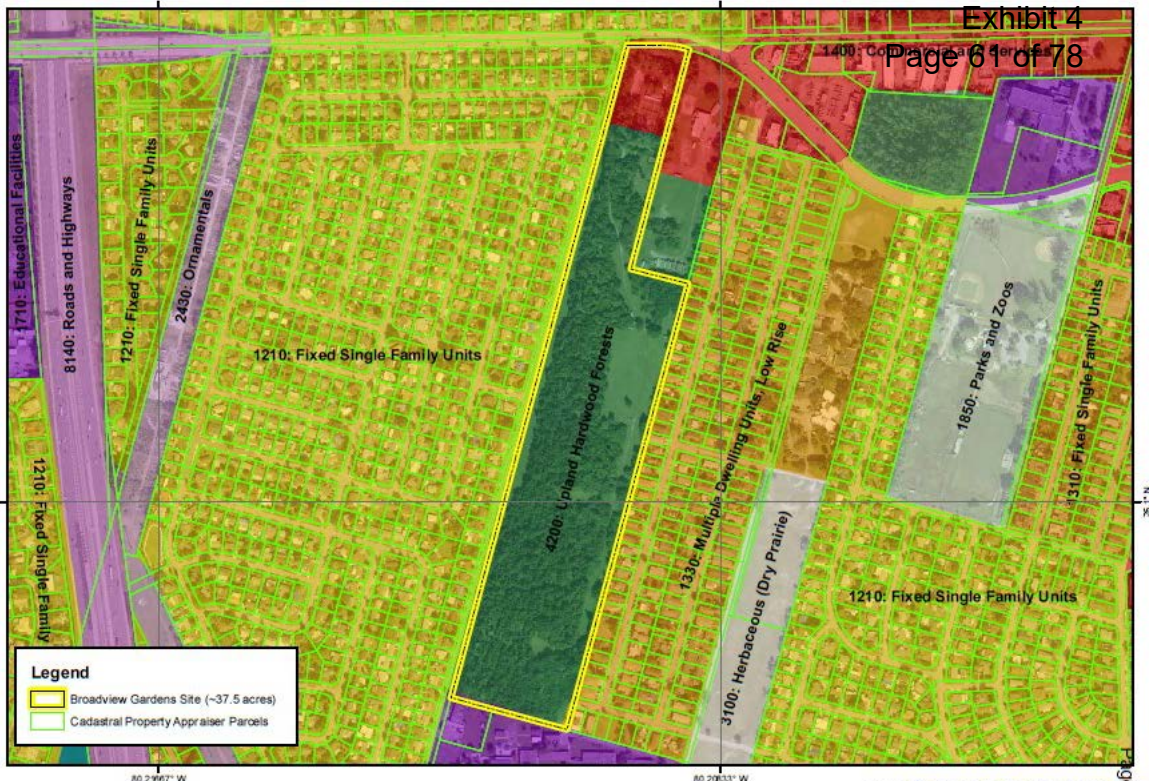 Exhibit 4
1400: Commercial and Services
Page 61 of 78
1710: Educational Facilities
8140: Roads and Highways
1210: Fixed Single Family Units
2430: Ornamentals
1210: Fixed Single Family Units
4200: Upland Hardwood Forests
1330: Multiple Dwelling Units, Low Rise
1850: Parks and Zoos
1310: Fixed Single Family Units
1210: Fixed Single Family
3100: Herbaceous (Dry Prairie)
1210: Fixed Single Family Units
Legend
Broadview Gardens Site (~37.5 acres)
Cadastral Property Appraiser Parcels
80.20833° W